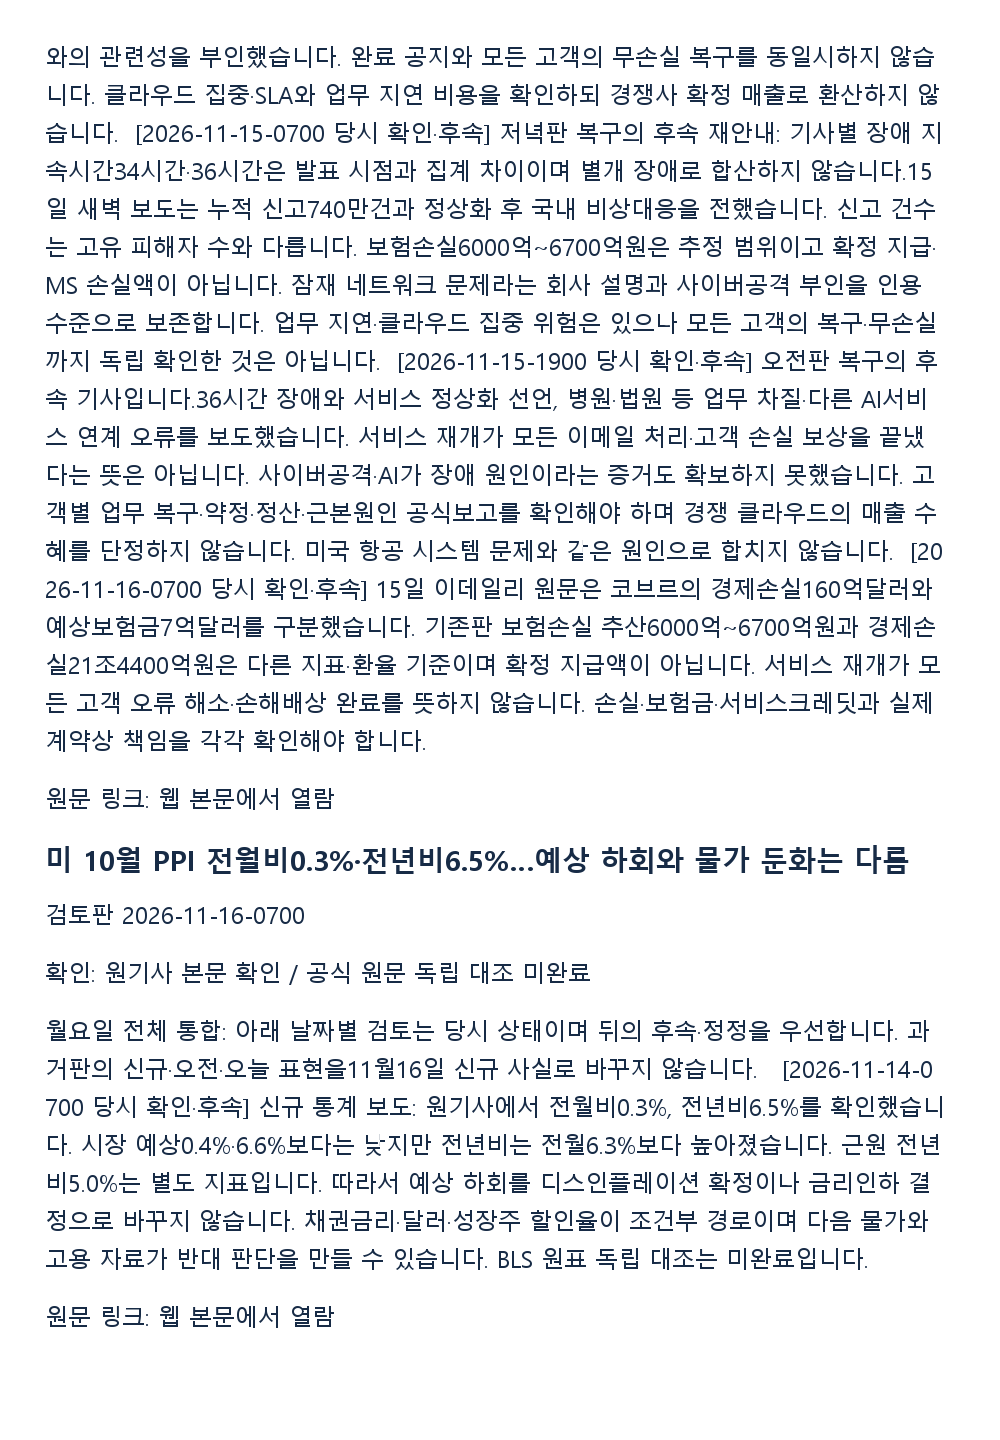 와의 관련성을 부인했습니다. 완료 공지와 모든 고객의 무손실 복구를 동일시하지 않습
니다. 클라우드 집중·SLA와 업무 지연 비용을 확인하되 경쟁사 확정 매출로 환산하지 않
습니다.  [2026-11-15-0700 당시 확인·후속] 저녁판 복구의 후속 재안내: 기사별 장애 지
속시간34시간·36시간은 발표 시점과 집계 차이이며 별개 장애로 합산하지 않습니다.15
일 새벽 보도는 누적 신고740만건과 정상화 후 국내 비상대응을 전했습니다. 신고 건수
는 고유 피해자 수와 다릅니다. 보험손실6000억~6700억원은 추정 범위이고 확정 지급·
MS 손실액이 아닙니다. 잠재 네트워크 문제라는 회사 설명과 사이버공격 부인을 인용
수준으로 보존합니다. 업무 지연·클라우드 집중 위험은 있으나 모든 고객의 복구·무손실
까지 독립 확인한 것은 아닙니다.  [2026-11-15-1900 당시 확인·후속] 오전판 복구의 후
속 기사입니다.36시간 장애와 서비스 정상화 선언, 병원·법원 등 업무 차질·다른 AI서비
스 연계 오류를 보도했습니다. 서비스 재개가 모든 이메일 처리·고객 손실 보상을 끝냈
다는 뜻은 아닙니다. 사이버공격·AI가 장애 원인이라는 증거도 확보하지 못했습니다. 고
객별 업무 복구·약정·정산·근본원인 공식보고를 확인해야 하며 경쟁 클라우드의 매출 수
혜를 단정하지 않습니다. 미국 항공 시스템 문제와 같은 원인으로 합치지 않습니다.  [20
26-11-16-0700 당시 확인·후속] 15일 이데일리 원문은 코브르의 경제손실160억달러와
예상보험금7억달러를 구분했습니다. 기존판 보험손실 추산6000억~6700억원과 경제손
실21조4400억원은 다른 지표·환율 기준이며 확정 지급액이 아닙니다. 서비스 재개가 모
든 고객 오류 해소·손해배상 완료를 뜻하지 않습니다. 손실·보험금·서비스크레딧과 실제
계약상 책임을 각각 확인해야 합니다.
원문 링크: 웹 본문에서 열람
미 10월 PPI 전월비0.3%·전년비6.5%…예상 하회와 물가 둔화는 다름
검토판 2026-11-16-0700
확인: 원기사 본문 확인 / 공식 원문 독립 대조 미완료
월요일 전체 통합: 아래 날짜별 검토는 당시 상태이며 뒤의 후속·정정을 우선합니다. 과
거판의 신규·오전·오늘 표현을11월16일 신규 사실로 바꾸지 않습니다.   [2026-11-14-0
700 당시 확인·후속] 신규 통계 보도: 원기사에서 전월비0.3%, 전년비6.5%를 확인했습니
다. 시장 예상0.4%·6.6%보다는 낮지만 전년비는 전월6.3%보다 높아졌습니다. 근원 전년
비5.0%는 별도 지표입니다. 따라서 예상 하회를 디스인플레이션 확정이나 금리인하 결
정으로 바꾸지 않습니다. 채권금리·달러·성장주 할인율이 조건부 경로이며 다음 물가와
고용 자료가 반대 판단을 만들 수 있습니다. BLS 원표 독립 대조는 미완료입니다.
원문 링크: 웹 본문에서 열람